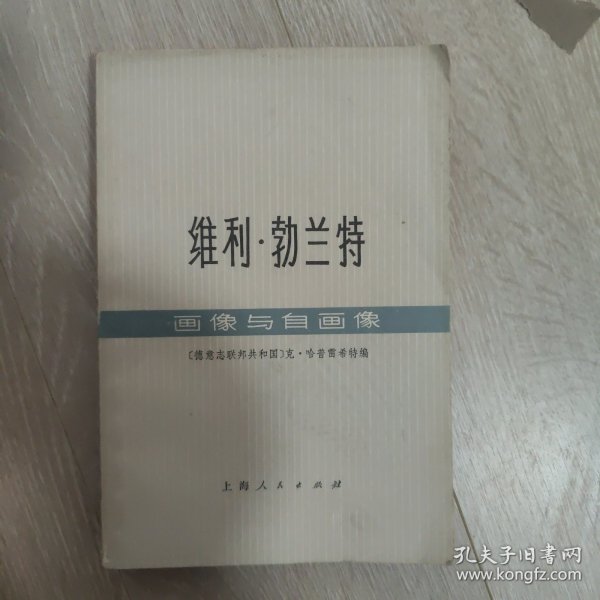 维利·勃兰特
画像与自画像
〔德意志联邦共和国〕克·哈普雷希特编
上海人民出版社
孔夫子旧书网
www.kongfz.com